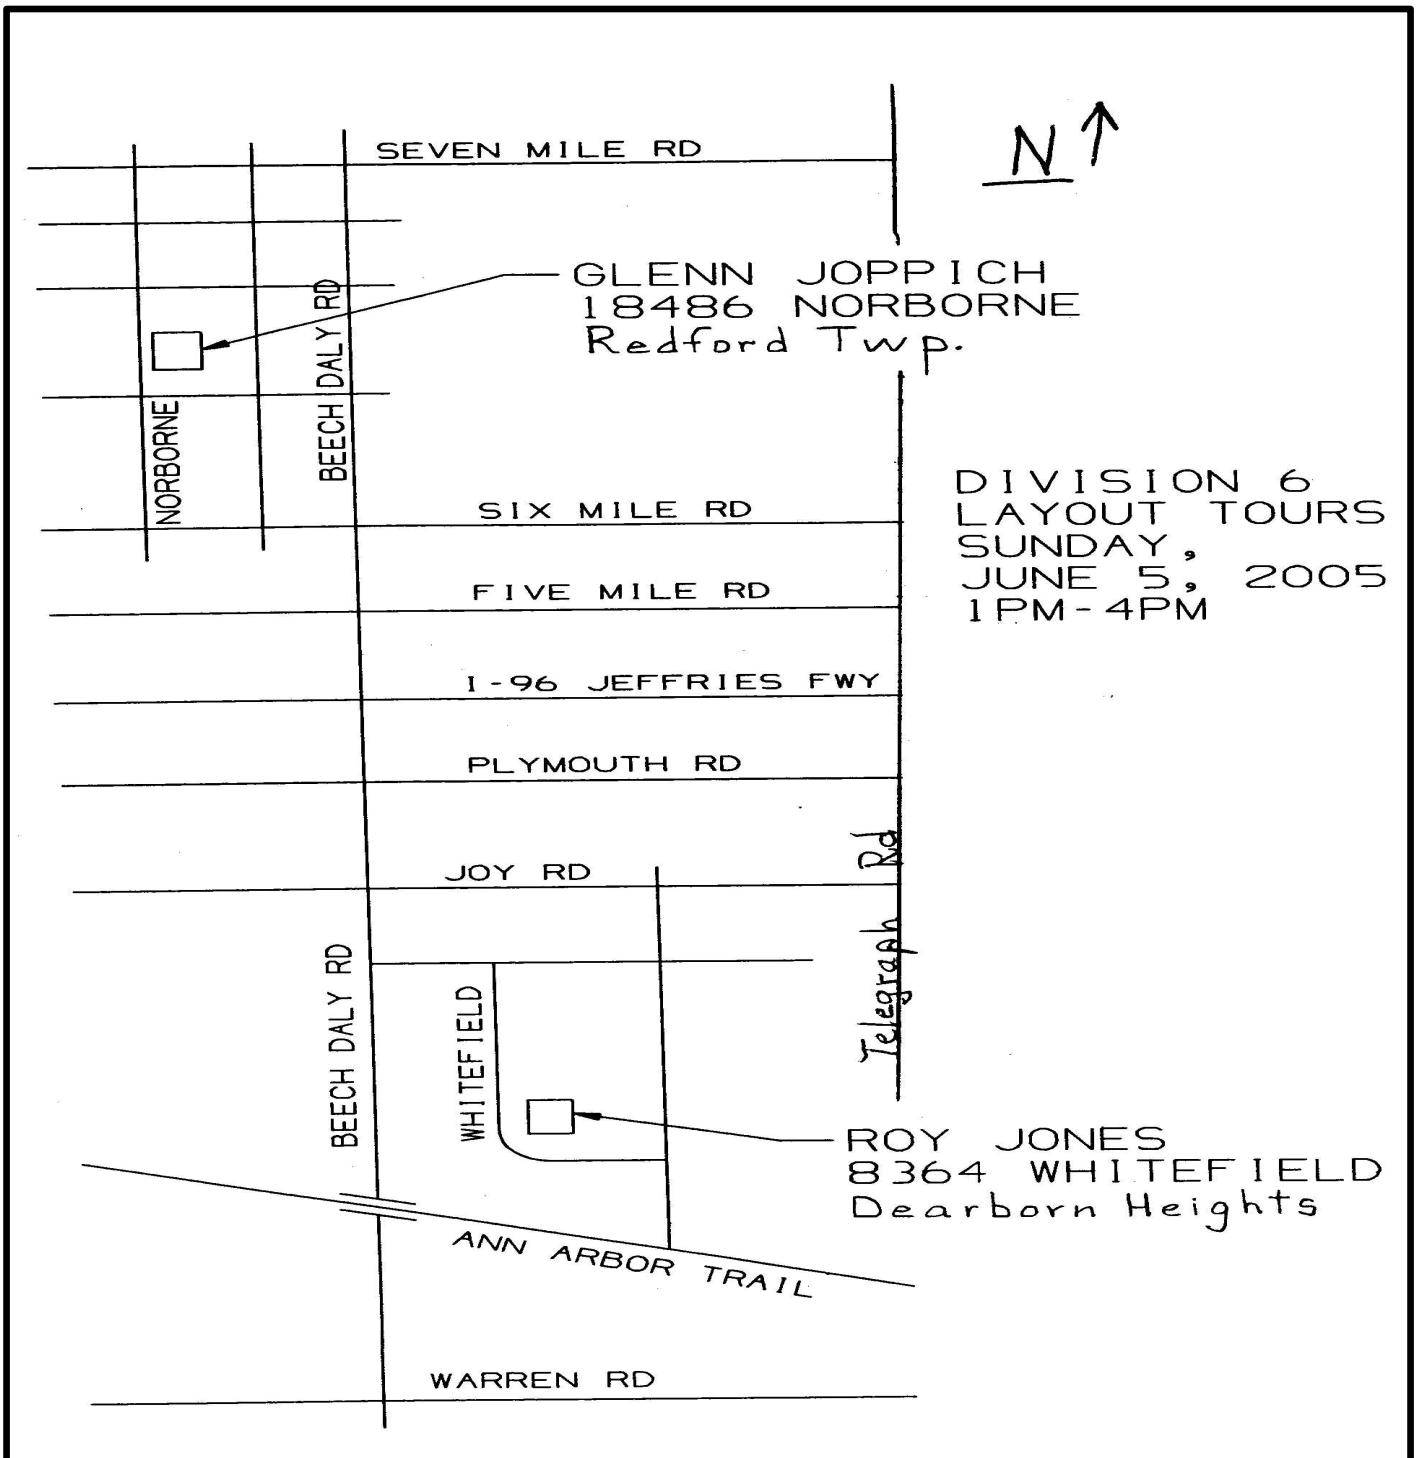 SEVEN MILE RD
N
GLENN JOPPICH
18486 NORBORNE
Redford Twp.
BEECH DALY RD
NORBORNE
SIX MILE RD
DIVISION 6
LAYOUT TOURS
SUNDAY,
JUNE 5, 2005
1PM-4PM
FIVE MILE RD
I-96 JEFFRIES FWY
PLYMOUTH RD
JOY RD
Telegraph Rd
BEECH DALY RD
WHITEFIELD
ROY JONES
8364 WHITEFIELD
Dearborn Heights
ANN ARBOR TRAIL
WARREN RD